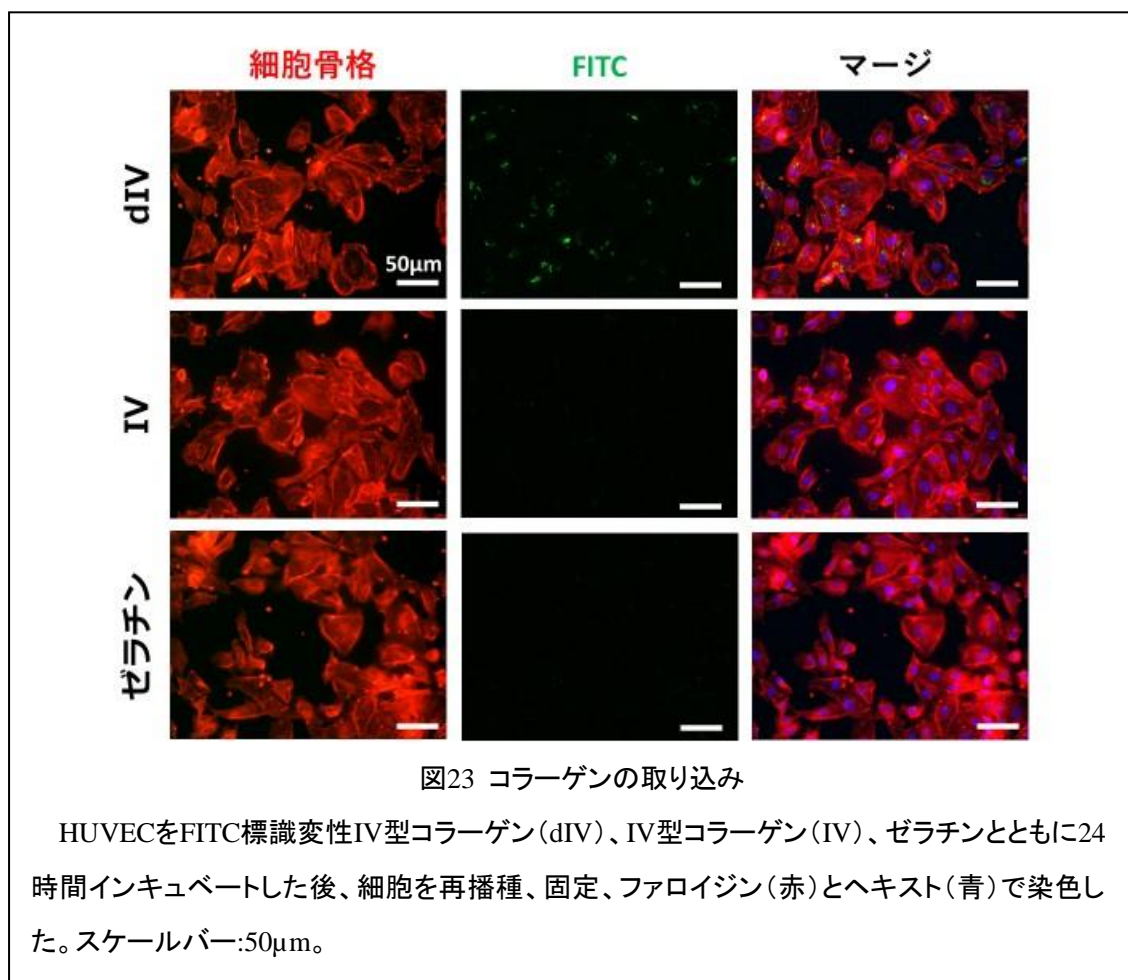 細胞骨格 FITC マージ
dIV
50μm
IV
ゼラチン
図23 コラーゲンの取り込み
HUVECをFITC標識変性IV型コラーゲン(dIV)、IV型コラーゲン(IV)、ゼラチンとともに24
時間インキュベートした後、細胞を再播種、固定、ファロイジン(赤)とヘキスト(青)で染色し
た。スケールバー:50μm。